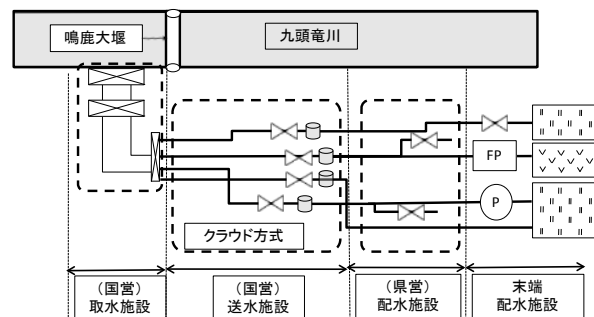 鳴鹿大堰
九頭竜川
FP
P
クラウド方式
（国営）
取水施設
（国営）
送水施設
（県営）
配水施設
末端
配水施設